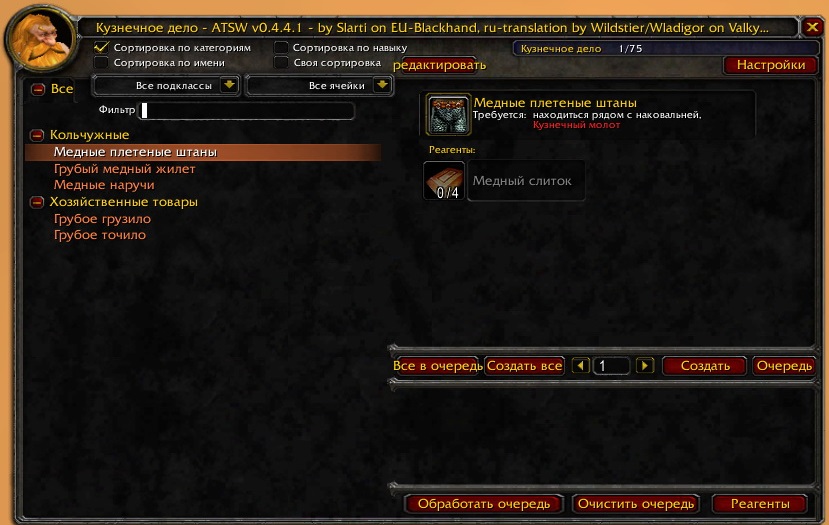 Кузнечное дело - ATSW v0.4.4.1 - by Slarti on EU-Blackhand, ru-translation by Wildstier/Wladigor on Valky...
Сортировка по категориям
Сортировка по навыку
Кузнечное дело 1/75
Сортировка по имени
Своя сортировка
редактировать
Настройки
Все
Все подклассы
Все ячейки
Фильтр
Кольчужные
Медные плетеные штаны
Грубый медный жилет
Медные наручи
Хозяйственные товары
Грубое грузило
Грубое точило
Медные плетеные штаны
Требуется: находиться рядом с наковальней,
Кузнечный молот
Реагенты:
0/4
Медный слиток
Все в очередь
Создать все
1
Создать
Очередь
Обработать очередь
Очистить очередь
Реагенты